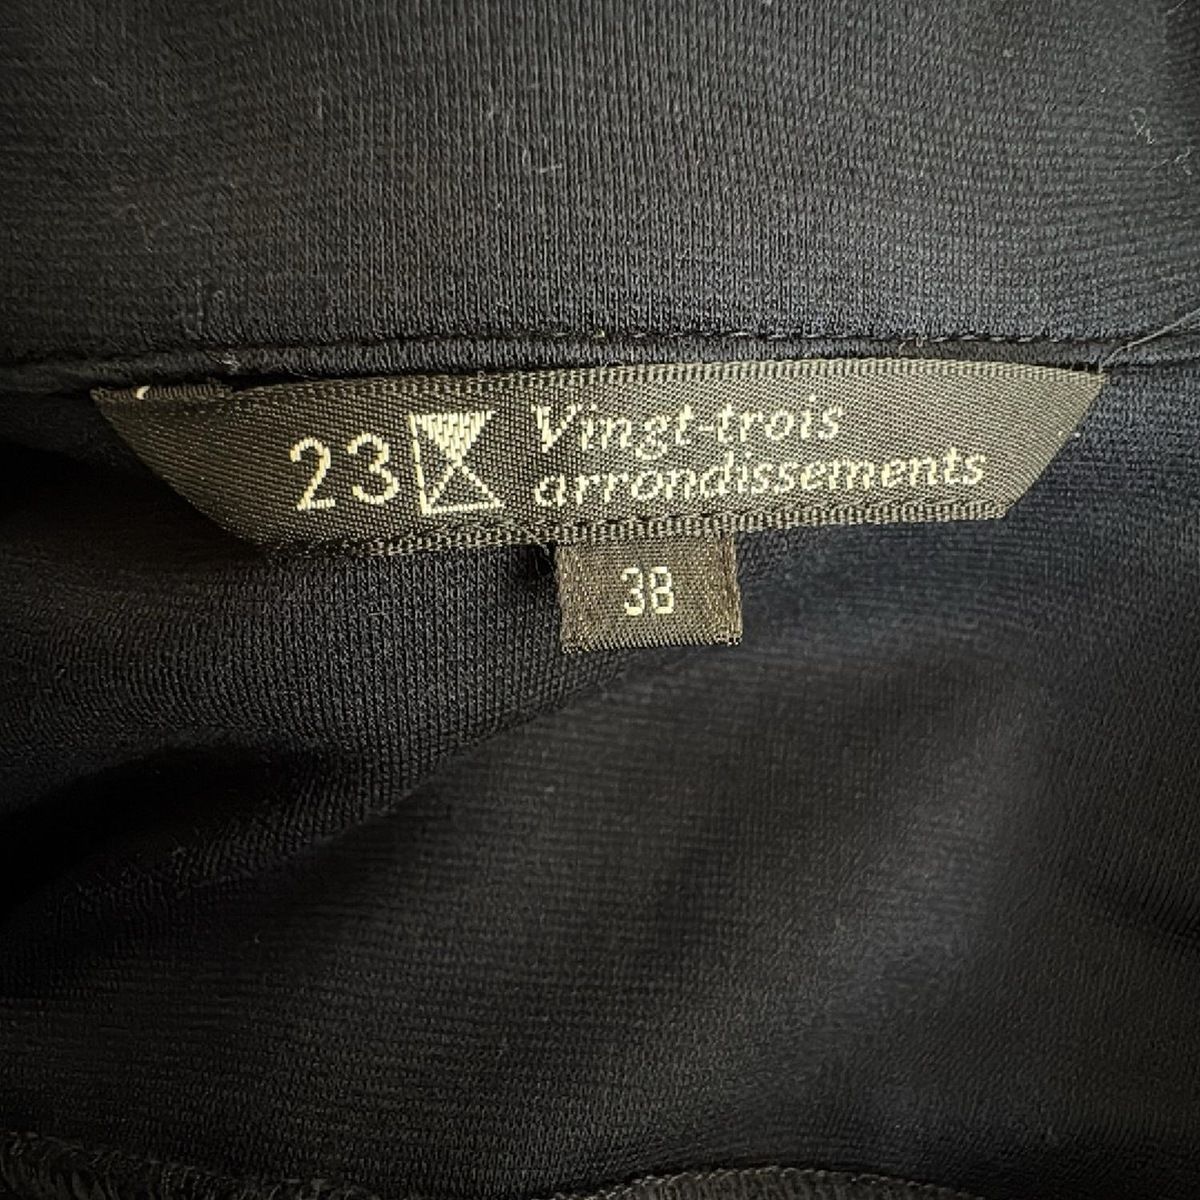 23 Vingt-trois
arrondissements
38